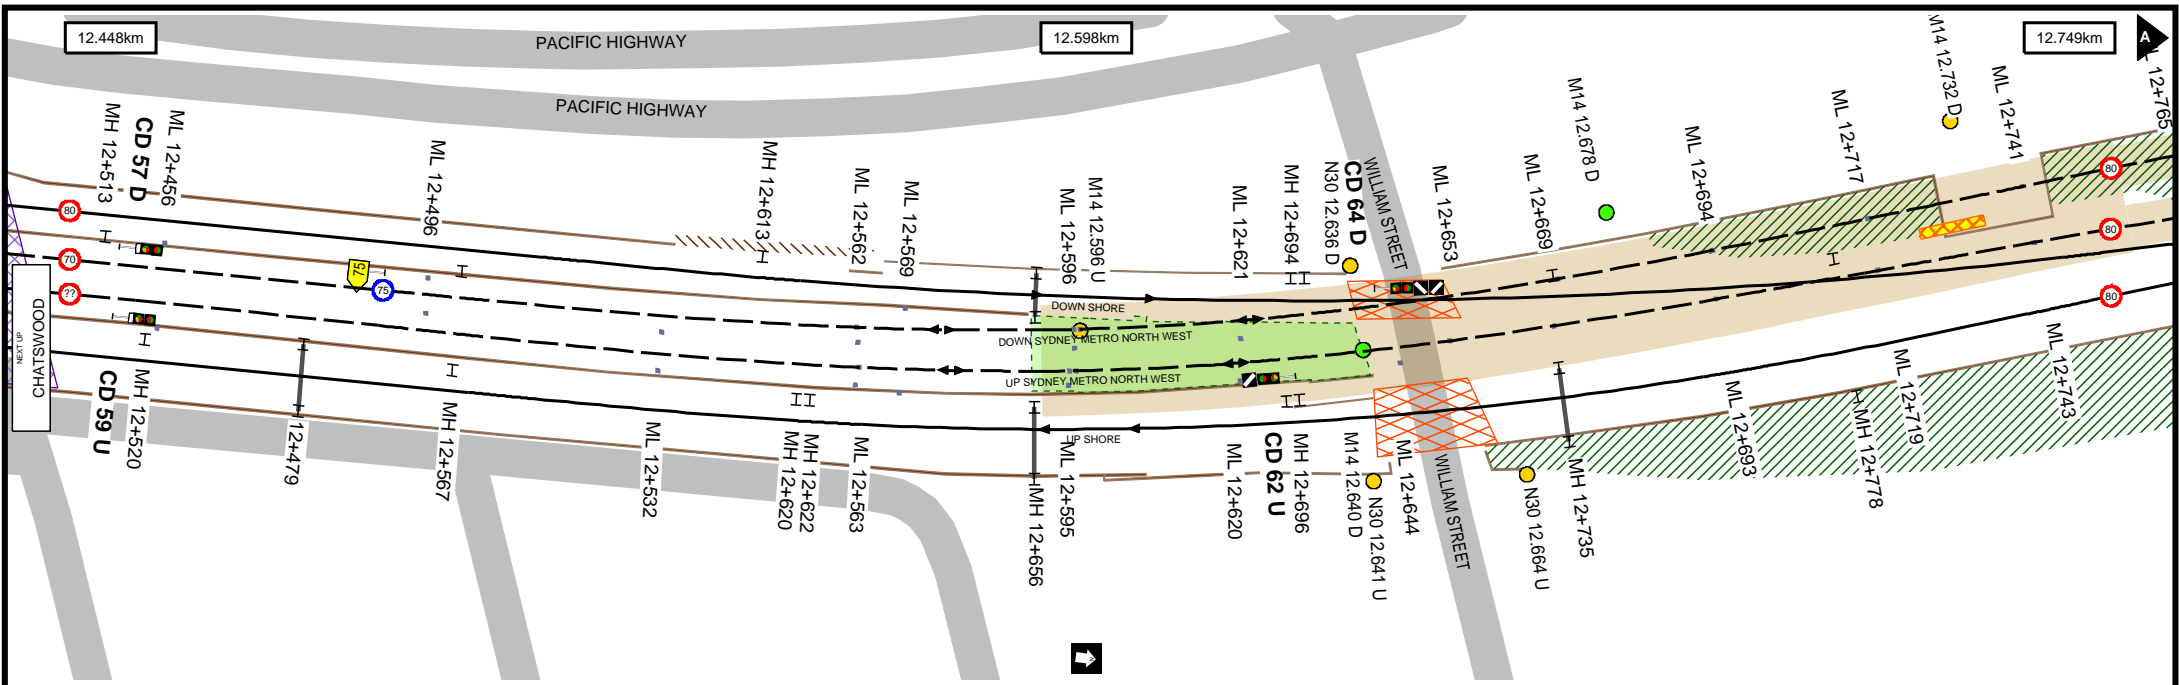 12.448km
12.598km
12.749km
A
PACIFIC HIGHWAY
PACIFIC HIGHWAY
MH 12+513
CD 57 D
ML 12+456
ML 12+496
MH 12+613
ML 12+562
ML 12+569
ML 12+596
M14 12.596 U
ML 12+621
MH 12+694
N30 12.636 D
CD 64 D
WILLIAM STREET
ML 12+653
ML 12+669
M14 12.678 D
ML 12+694
ML 12+717
M14 12.732 D
ML 12+741
12+765
80
70
??
75
75
80
80
80
DOWN SHORE
DOWN SYDNEY METRO NORTH WEST
UP SYDNEY METRO NORTH WEST
UP SHORE
NEXT UP
CHATSWOOD
CD 59 U
MH 12+520
12+479
MH 12+567
ML 12+532
MH 12+620
MH 12+622
ML 12+563
MH 12+656
ML 12+595
ML 12+620
CD 62 U
MH 12+696
M14 12.640 D
N30 12.641 U
ML 12+644
WILLIAM STREET
N30 12.664 U
MH 12+735
ML 12+693
MH 12+778
ML 12+719
ML 12+743